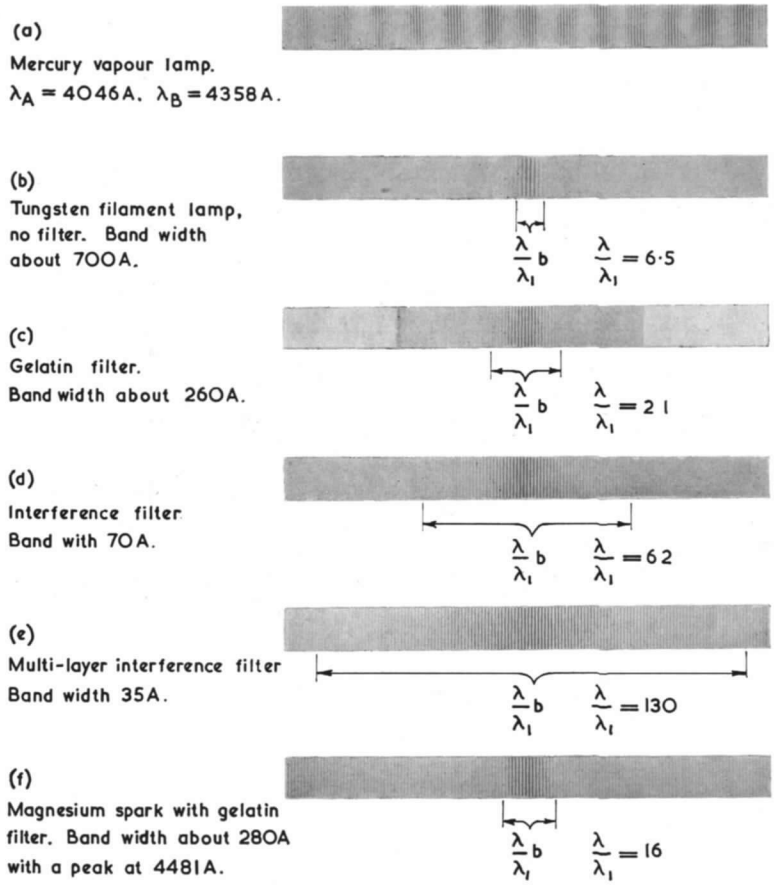 (a)
Mercury vapour lamp.
λA = 4046A. λB = 4358A.
(b)
Tungsten filament lamp,
no filter. Band width
about 700A.
λ/λ1 b   λ/λ1 = 6·5
(c)
Gelatin filter.
Band width about 260A.
λ/λ1 b   λ/λ1 = 21
(d)
Interference filter
Band with 70A.
λ/λ1 b   λ/λ1 = 62
(e)
Multi-layer interference filter
Band width 35A.
λ/λ1 b   λ/λ1 = 130
(f)
Magnesium spark with gelatin
filter. Band width about 280A
with a peak at 4481A.
λ/λ1 b   λ/λ1 = 16